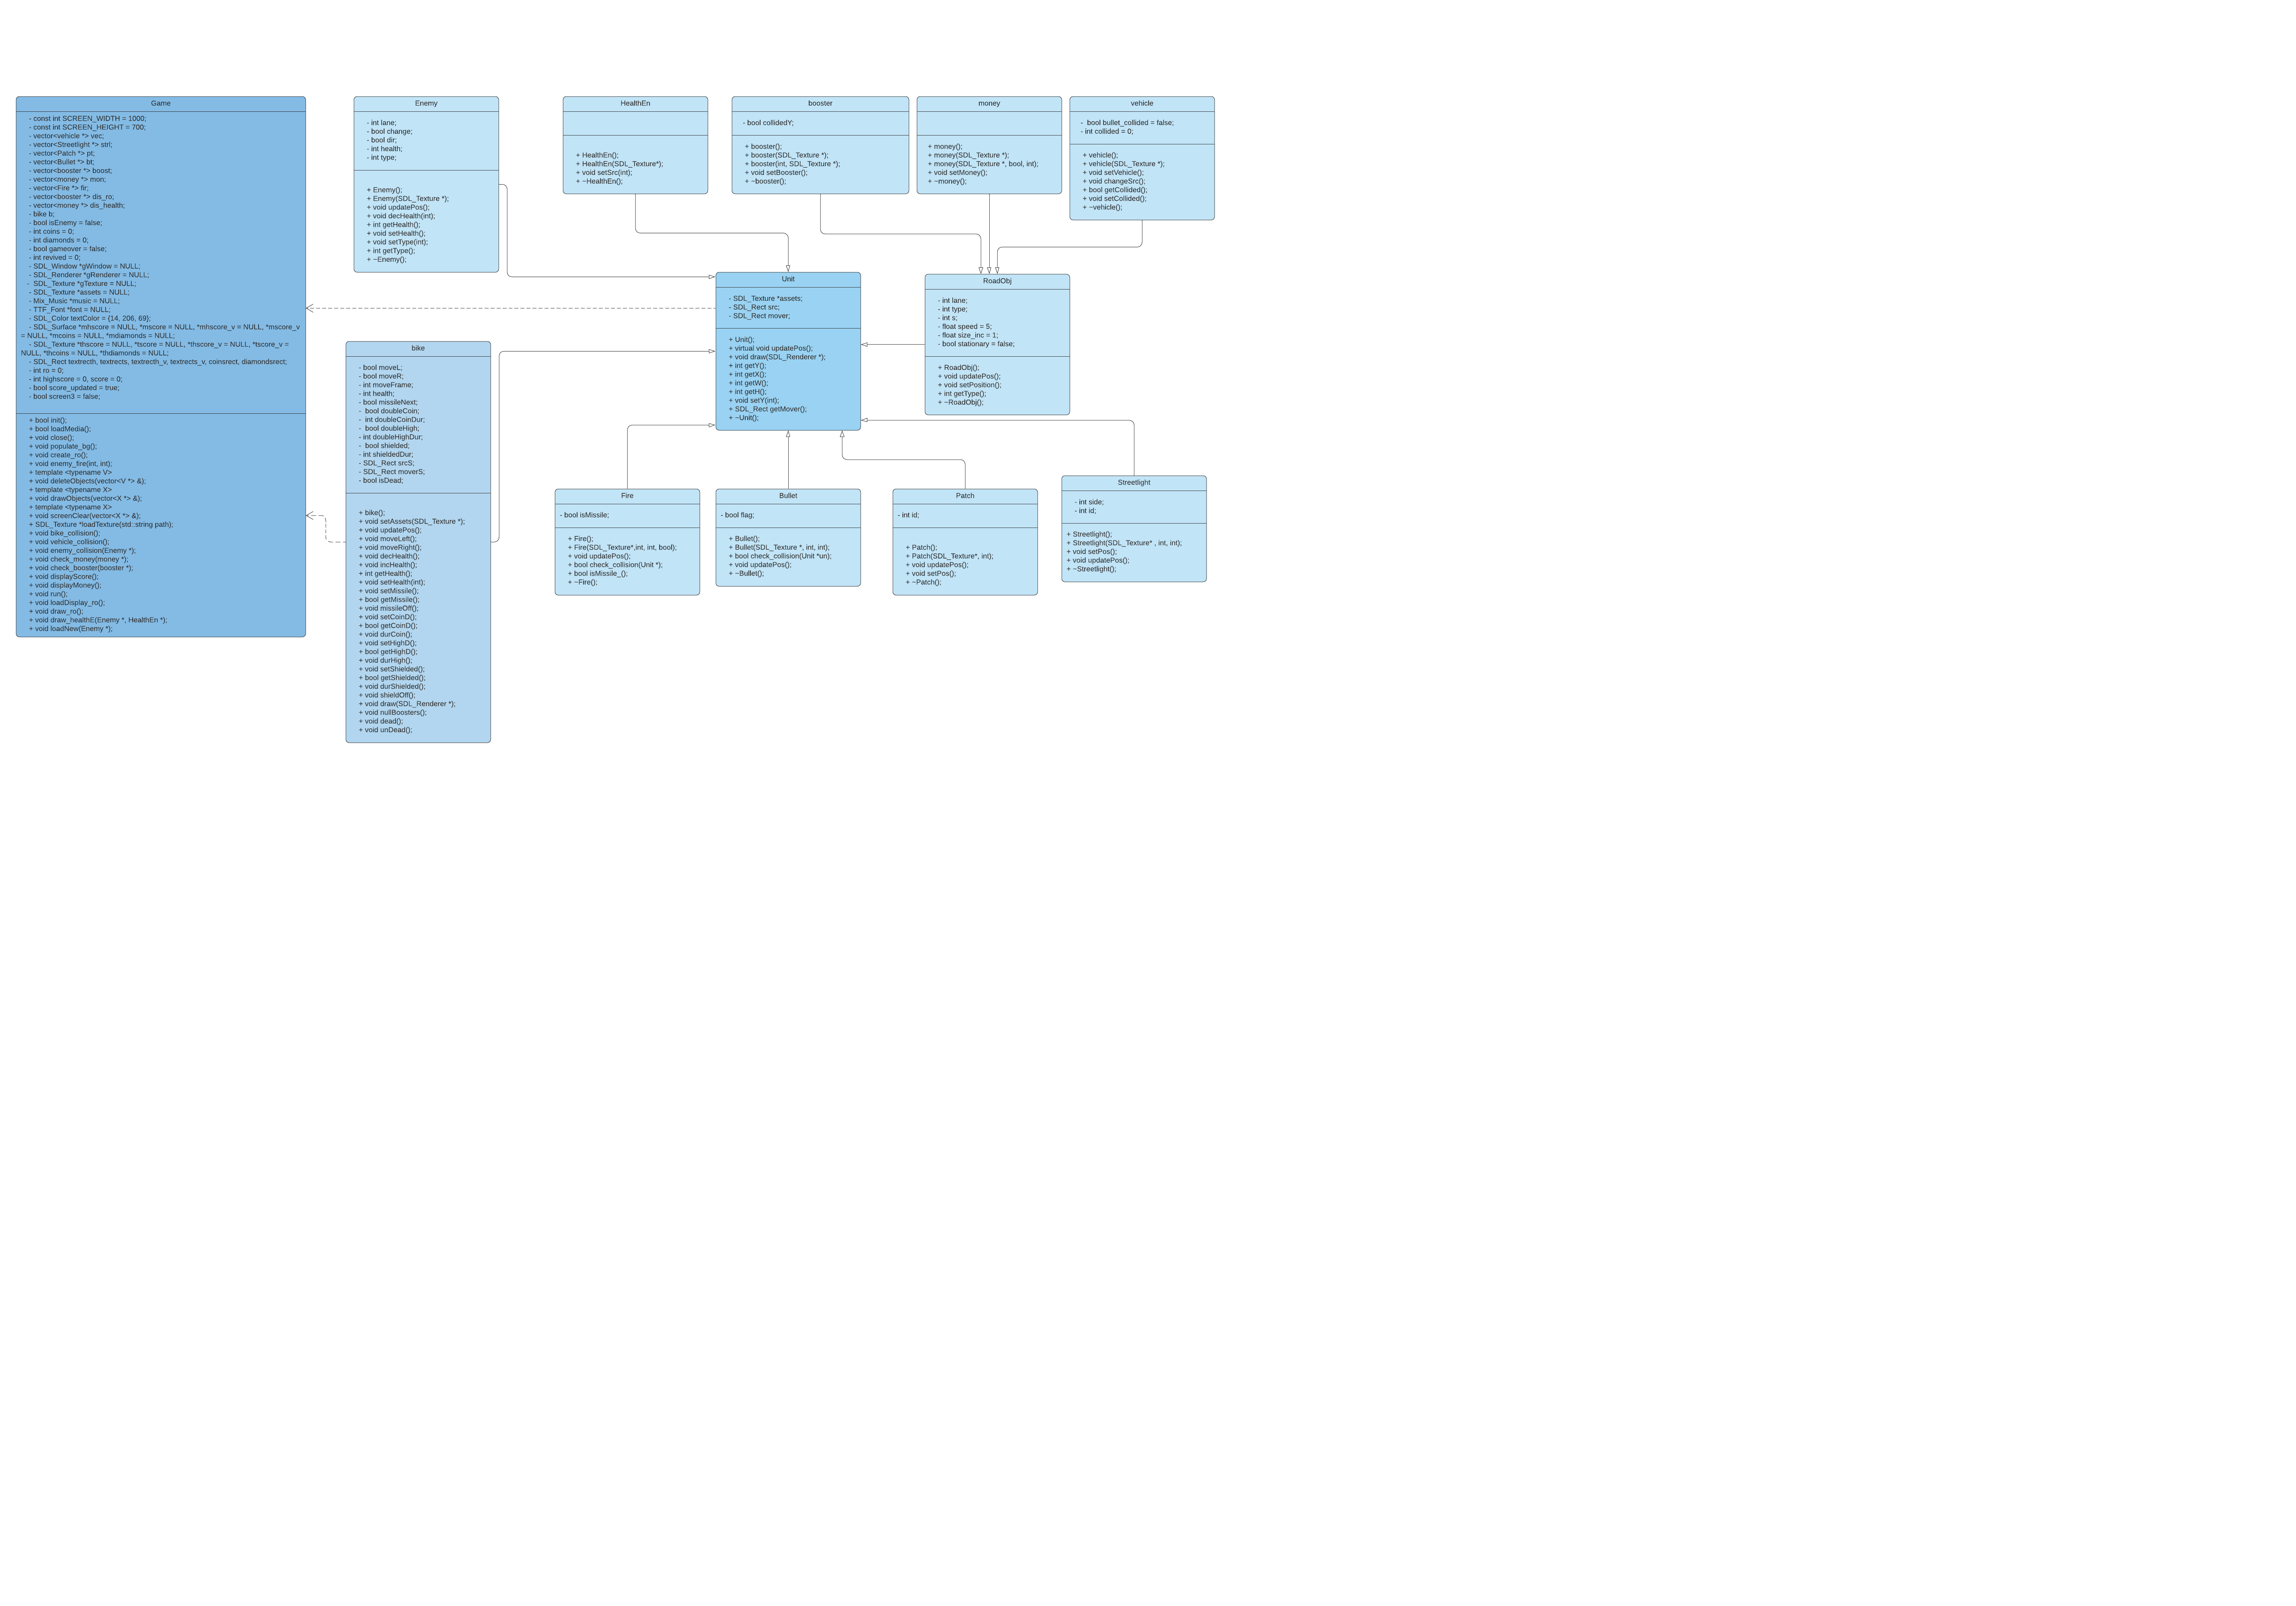 Game
- const int SCREEN_WIDTH = 1000;
- const int SCREEN_HEIGHT = 700;
- vector<vehicle *> vec;
- vector<Streetlight *> strl;
- vector<Patch *> pt;
- vector<Bullet *> bt;
- vector<booster *> boost;
- vector<money *> mon;
- vector<Fire *> fir;
- vector<booster *> dis_ro;
- vector<money *> dis_health;
- bike b;
- bool isEnemy = false;
- int coins = 0;
- int diamonds = 0;
- bool gameover = false;
- int revived = 0;
- SDL_Window *gWindow = NULL;
- SDL_Renderer *gRenderer = NULL;
- SDL_Texture *gTexture = NULL;
- SDL_Texture *assets = NULL;
- Mix_Music *music = NULL;
- TTF_Font *font = NULL;
- SDL_Color textColor = {14, 206, 69};
- SDL_Surface *mhscore = NULL, *mscore = NULL, *mhscore_v = NULL, *mscore_v
= NULL, *mcoins = NULL, *mdiamonds = NULL;
- SDL_Texture *thscore = NULL, *tscore = NULL, *thscore_v = NULL, *tscore_v =
NULL, *thcoins = NULL, *thdiamonds = NULL;
- SDL_Rect textrecth, textrects, textrecth_v, textrects_v, coinsrect, diamondsrect;
- int ro = 0;
- int highscore = 0, score = 0;
- bool score_updated = true;
- bool screen3 = false;
+ bool init();
+ bool loadMedia();
+ void close();
+ void populate_bg();
+ void create_ro();
+ void enemy_fire(int, int);
+ template <typename V>
+ void deleteObjects(vector<V *> &);
+ template <typename X>
+ void drawObjects(vector<X *> &);
+ template <typename X>
+ void screenClear(vector<X *> &);
+ SDL_Texture *loadTexture(std::string path);
+ void bike_collision();
+ void vehicle_collision();
+ void enemy_collision(Enemy *);
+ void check_money(money *);
+ void check_booster(booster *);
+ void displayScore();
+ void displayMoney();
+ void run();
+ void loadDisplay_ro();
+ void draw_ro();
+ void draw_healthE(Enemy *, HealthEn *);
+ void loadNew(Enemy *);
Enemy
- int lane;
- bool change;
- bool dir;
- int health;
- int type;
+ Enemy();
+ Enemy(SDL_Texture *);
+ void updatePos();
+ void decHealth(int);
+ int getHealth();
+ void setHealth();
+ void setType(int);
+ int getType();
+ ~Enemy();
HealthEn
+ HealthEn();
+ HealthEn(SDL_Texture*);
+ void setSrc(int);
+ ~HealthEn();
booster
- bool collidedY;
+ booster();
+ booster(SDL_Texture *);
+ booster(int, SDL_Texture *);
+ void setBooster();
+ ~booster();
money
+ money();
+ money(SDL_Texture *);
+ money(SDL_Texture *, bool, int);
+ void setMoney();
+ ~money();
vehicle
- bool bullet_collided = false;
- int collided = 0;
+ vehicle();
+ vehicle(SDL_Texture *);
+ void setVehicle();
+ void changeSrc();
+ bool getCollided();
+ void setCollided();
+ ~vehicle();
Unit
- SDL_Texture *assets;
- SDL_Rect src;
- SDL_Rect mover;
+ Unit();
+ virtual void updatePos();
+ void draw(SDL_Renderer *);
+ int getY();
+ int getX();
+ int getW();
+ int getH();
+ void setY(int);
+ SDL_Rect getMover();
+ ~Unit();
RoadObj
- int lane;
- int type;
- int s;
- float speed = 5;
- float size_inc = 1;
- bool stationary = false;
+ RoadObj();
+ void updatePos();
+ void setPosition();
+ int getType();
+ ~RoadObj();
bike
- bool moveL;
- bool moveR;
- int moveFrame;
- int health;
- bool missileNext;
- bool doubleCoin;
- int doubleCoinDur;
- bool doubleHigh;
- int doubleHighDur;
- bool shielded;
- int shieldedDur;
- SDL_Rect srcS;
- SDL_Rect moverS;
- bool isDead;
+ bike();
+ void setAssets(SDL_Texture *);
+ void updatePos();
+ void moveLeft();
+ void moveRight();
+ void decHealth();
+ void incHealth();
+ int getHealth();
+ void setHealth(int);
+ void setMissile();
+ bool getMissile();
+ void missileOff();
+ void setCoinD();
+ bool getCoinD();
+ void durCoin();
+ void setHighD();
+ bool getHighD();
+ void durHigh();
+ void setShielded();
+ bool getShielded();
+ void durShielded();
+ void shieldOff();
+ void draw(SDL_Renderer *);
+ void nullBoosters();
+ void dead();
+ void unDead();
Fire
- bool isMissile;
+ Fire();
+ Fire(SDL_Texture*,int, int, bool);
+ void updatePos();
+ bool check_collision(Unit *);
+ bool isMissile_();
+ ~Fire();
Bullet
- bool flag;
+ Bullet();
+ Bullet(SDL_Texture *, int, int);
+ bool check_collision(Unit *un);
+ void updatePos();
+ ~Bullet();
Patch
- int id;
+ Patch();
+ Patch(SDL_Texture*, int);
+ void updatePos();
+ void setPos();
+ ~Patch();
Streetlight
- int side;
- int id;
+ Streetlight();
+ Streetlight(SDL_Texture* , int, int);
+ void setPos();
+ void updatePos();
+ ~Streetlight();